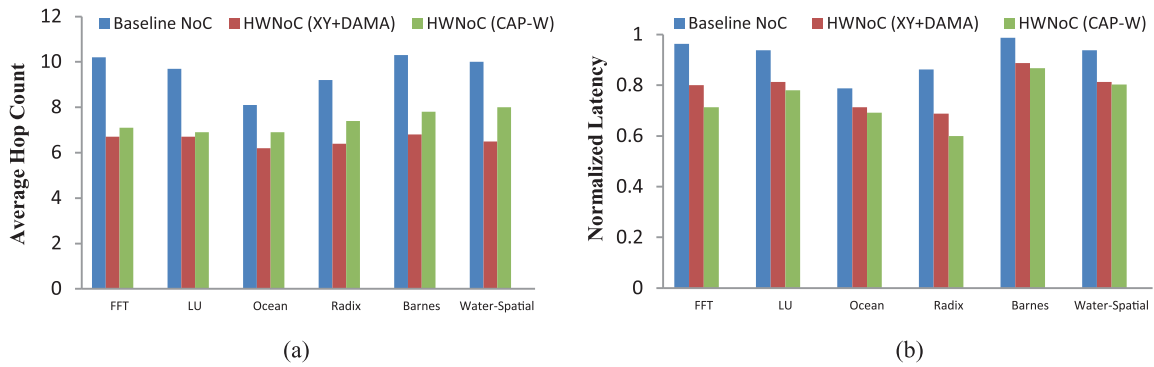 Baseline NoC HWNoC (XY+DAMA) HWNoC (CAP-W)
Average Hop Count
12
10
8
6
4
2
0
FFT LU Ocean Radix Barnes Water-Spatial
(a)
Baseline NoC HWNoC (XY+DAMA) HWNoC (CAP-W)
Normalized Latency
1
0.8
0.6
0.4
0.2
0
FFT LU Ocean Radix Barnes Water-Spatial
(b)